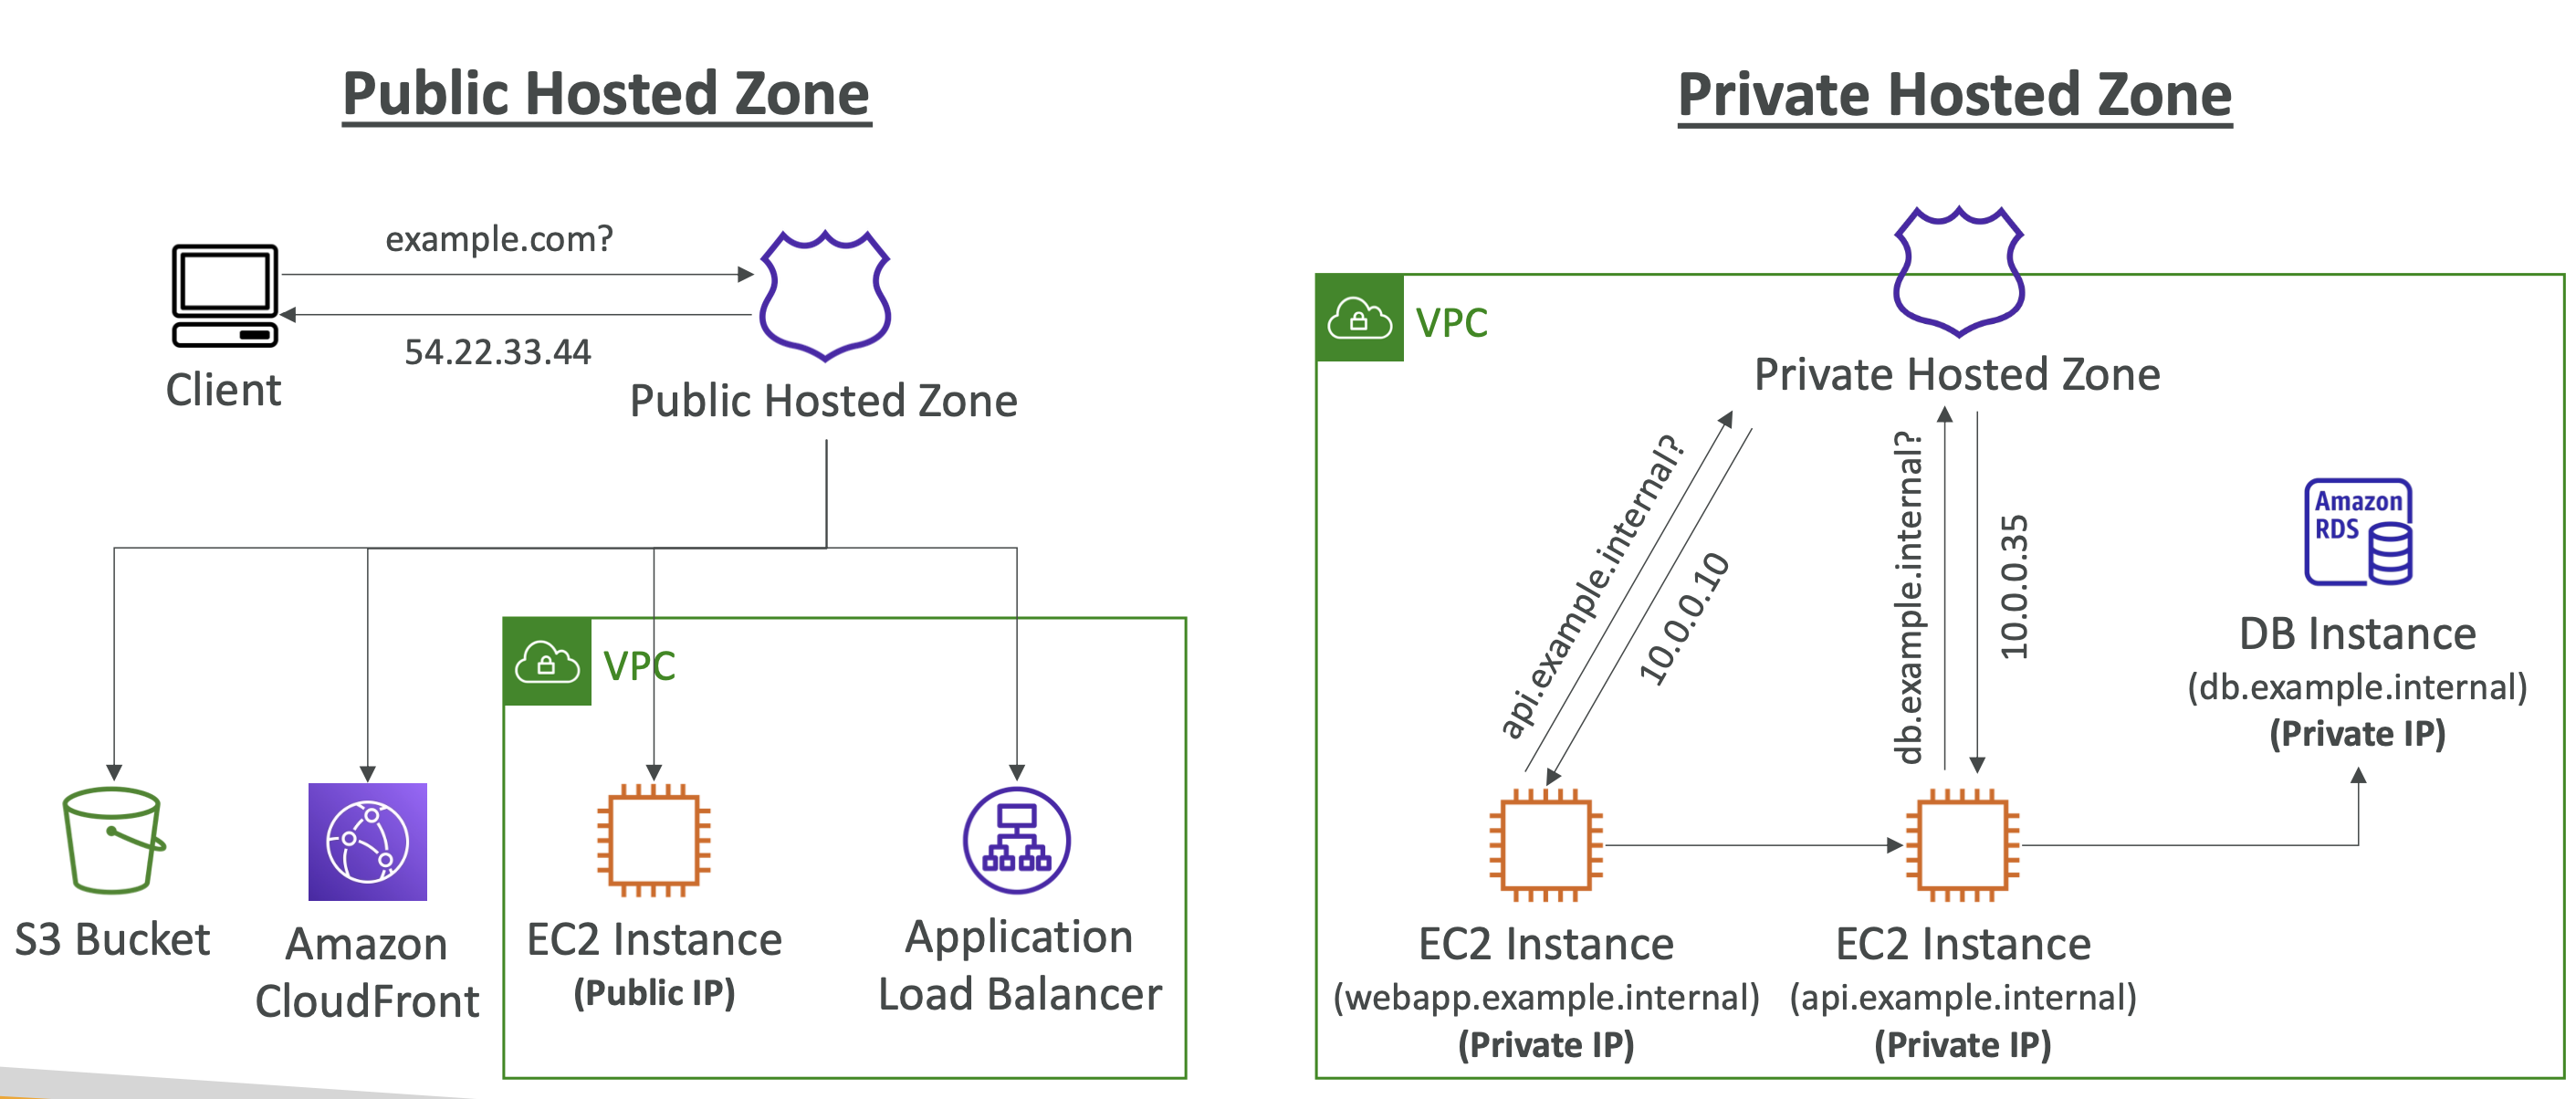 Public Hosted Zone
example.com?
54.22.33.44
Client
Public Hosted Zone
VPC
S3 Bucket
Amazon
CloudFront
EC2 Instance
(Public IP)
Application
Load Balancer
Private Hosted Zone
VPC
Private Hosted Zone
api.example.internal?
10.0.0.10
db.example.internal?
10.0.0.35
Amazon
RDS
DB Instance
(db.example.internal)
(Private IP)
EC2 Instance
(webapp.example.internal)
(Private IP)
EC2 Instance
(api.example.internal)
(Private IP)